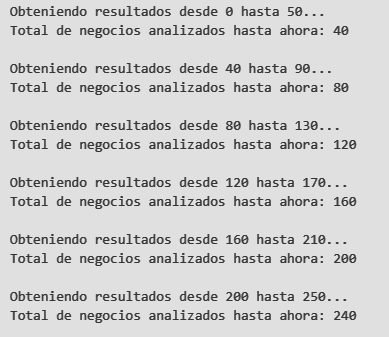 Obteniendo resultados desde 0 hasta 50...
Total de negocios analizados hasta ahora: 40
Obteniendo resultados desde 40 hasta 90...
Total de negocios analizados hasta ahora: 80
Obteniendo resultados desde 80 hasta 130...
Total de negocios analizados hasta ahora: 120
Obteniendo resultados desde 120 hasta 170...
Total de negocios analizados hasta ahora: 160
Obteniendo resultados desde 160 hasta 210...
Total de negocios analizados hasta ahora: 200
Obteniendo resultados desde 200 hasta 250...
Total de negocios analizados hasta ahora: 240